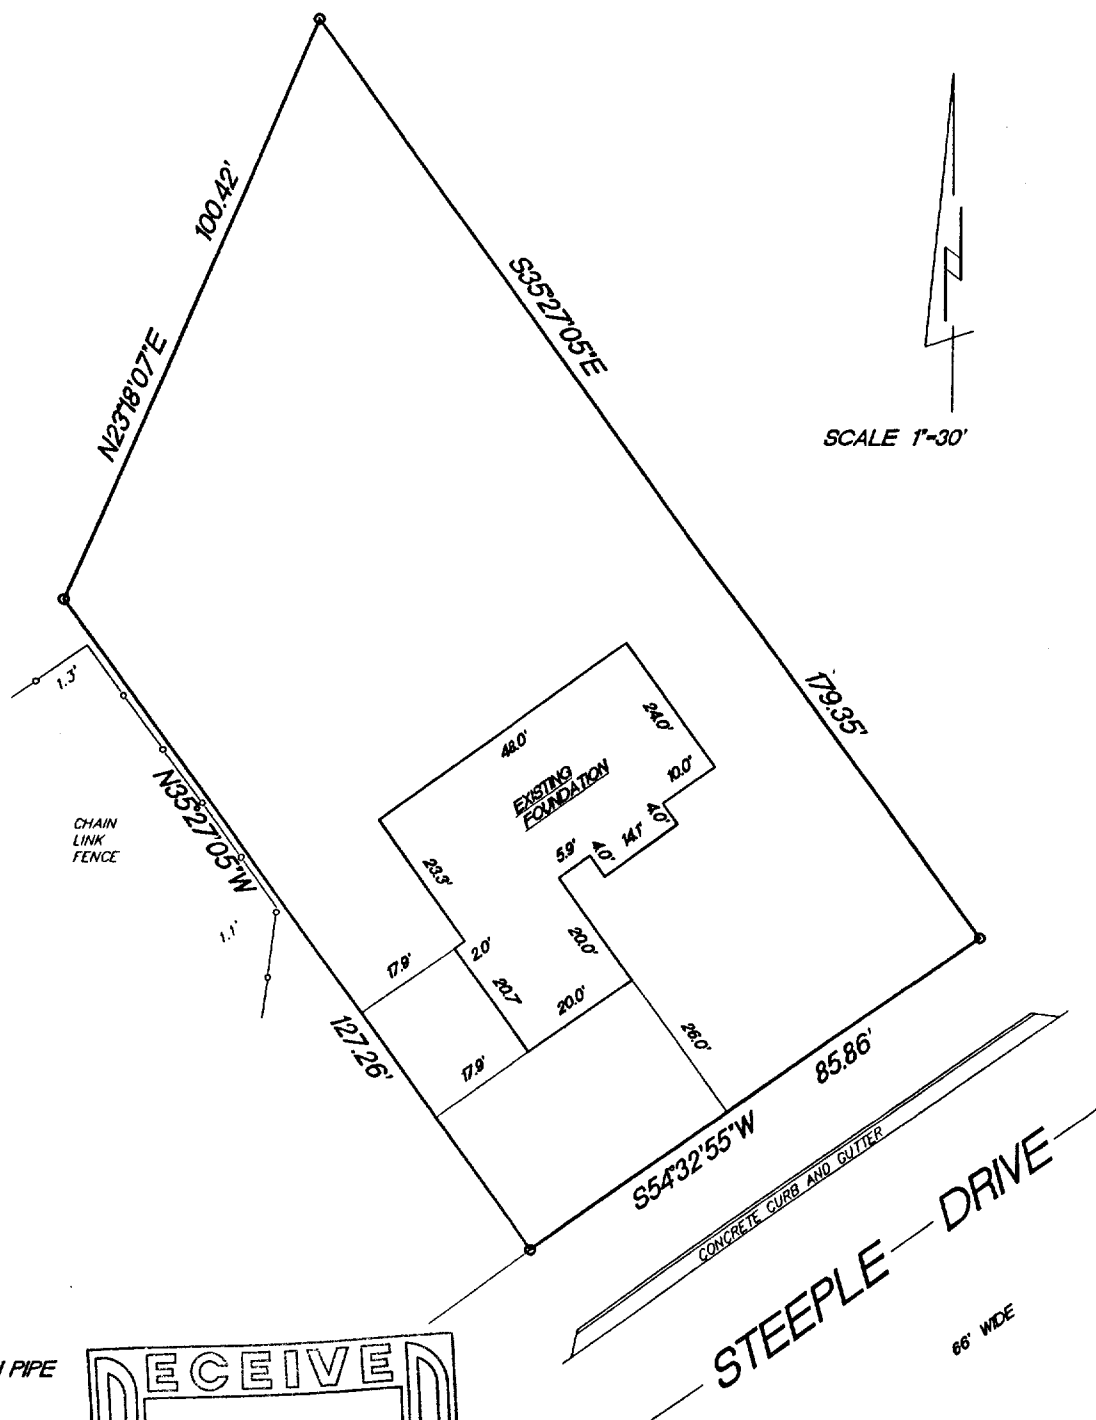 100.42'
N23°18'07"E
S35°27'05"E
SCALE 1"=30'
179.35'
1.3'
N35°27'05"W
CHAIN
LINK
FENCE
1.1'
127.26'
48.0'
24.0'
EXISTING
FOUNDATION
10.0'
4.0'
14.1'
4.0'
5.9'
23.3'
2.0'
17.9'
20.7
20.0'
20.0'
17.9'
26.0'
85.86'
S54°32'55"W
CONCRETE CURB AND GUTTER
STEEPLE DRIVE
66' WIDE
PIPE
ECEIVE